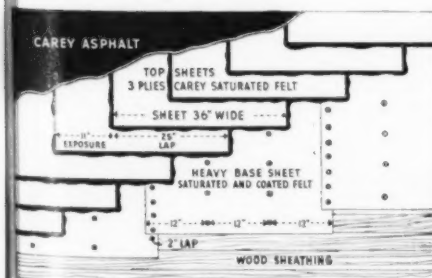 CAREY ASPHALT
TOP SHEETS
3 PLIES CAREY SATURATED FELT
SHEET 36" WIDE
11" 25"
EXPOSURE LAP
HEAVY BASE SHEET
SATURATED AND COATED FELT
12" 12" 12"
2" LAP
WOOD SHEATHING